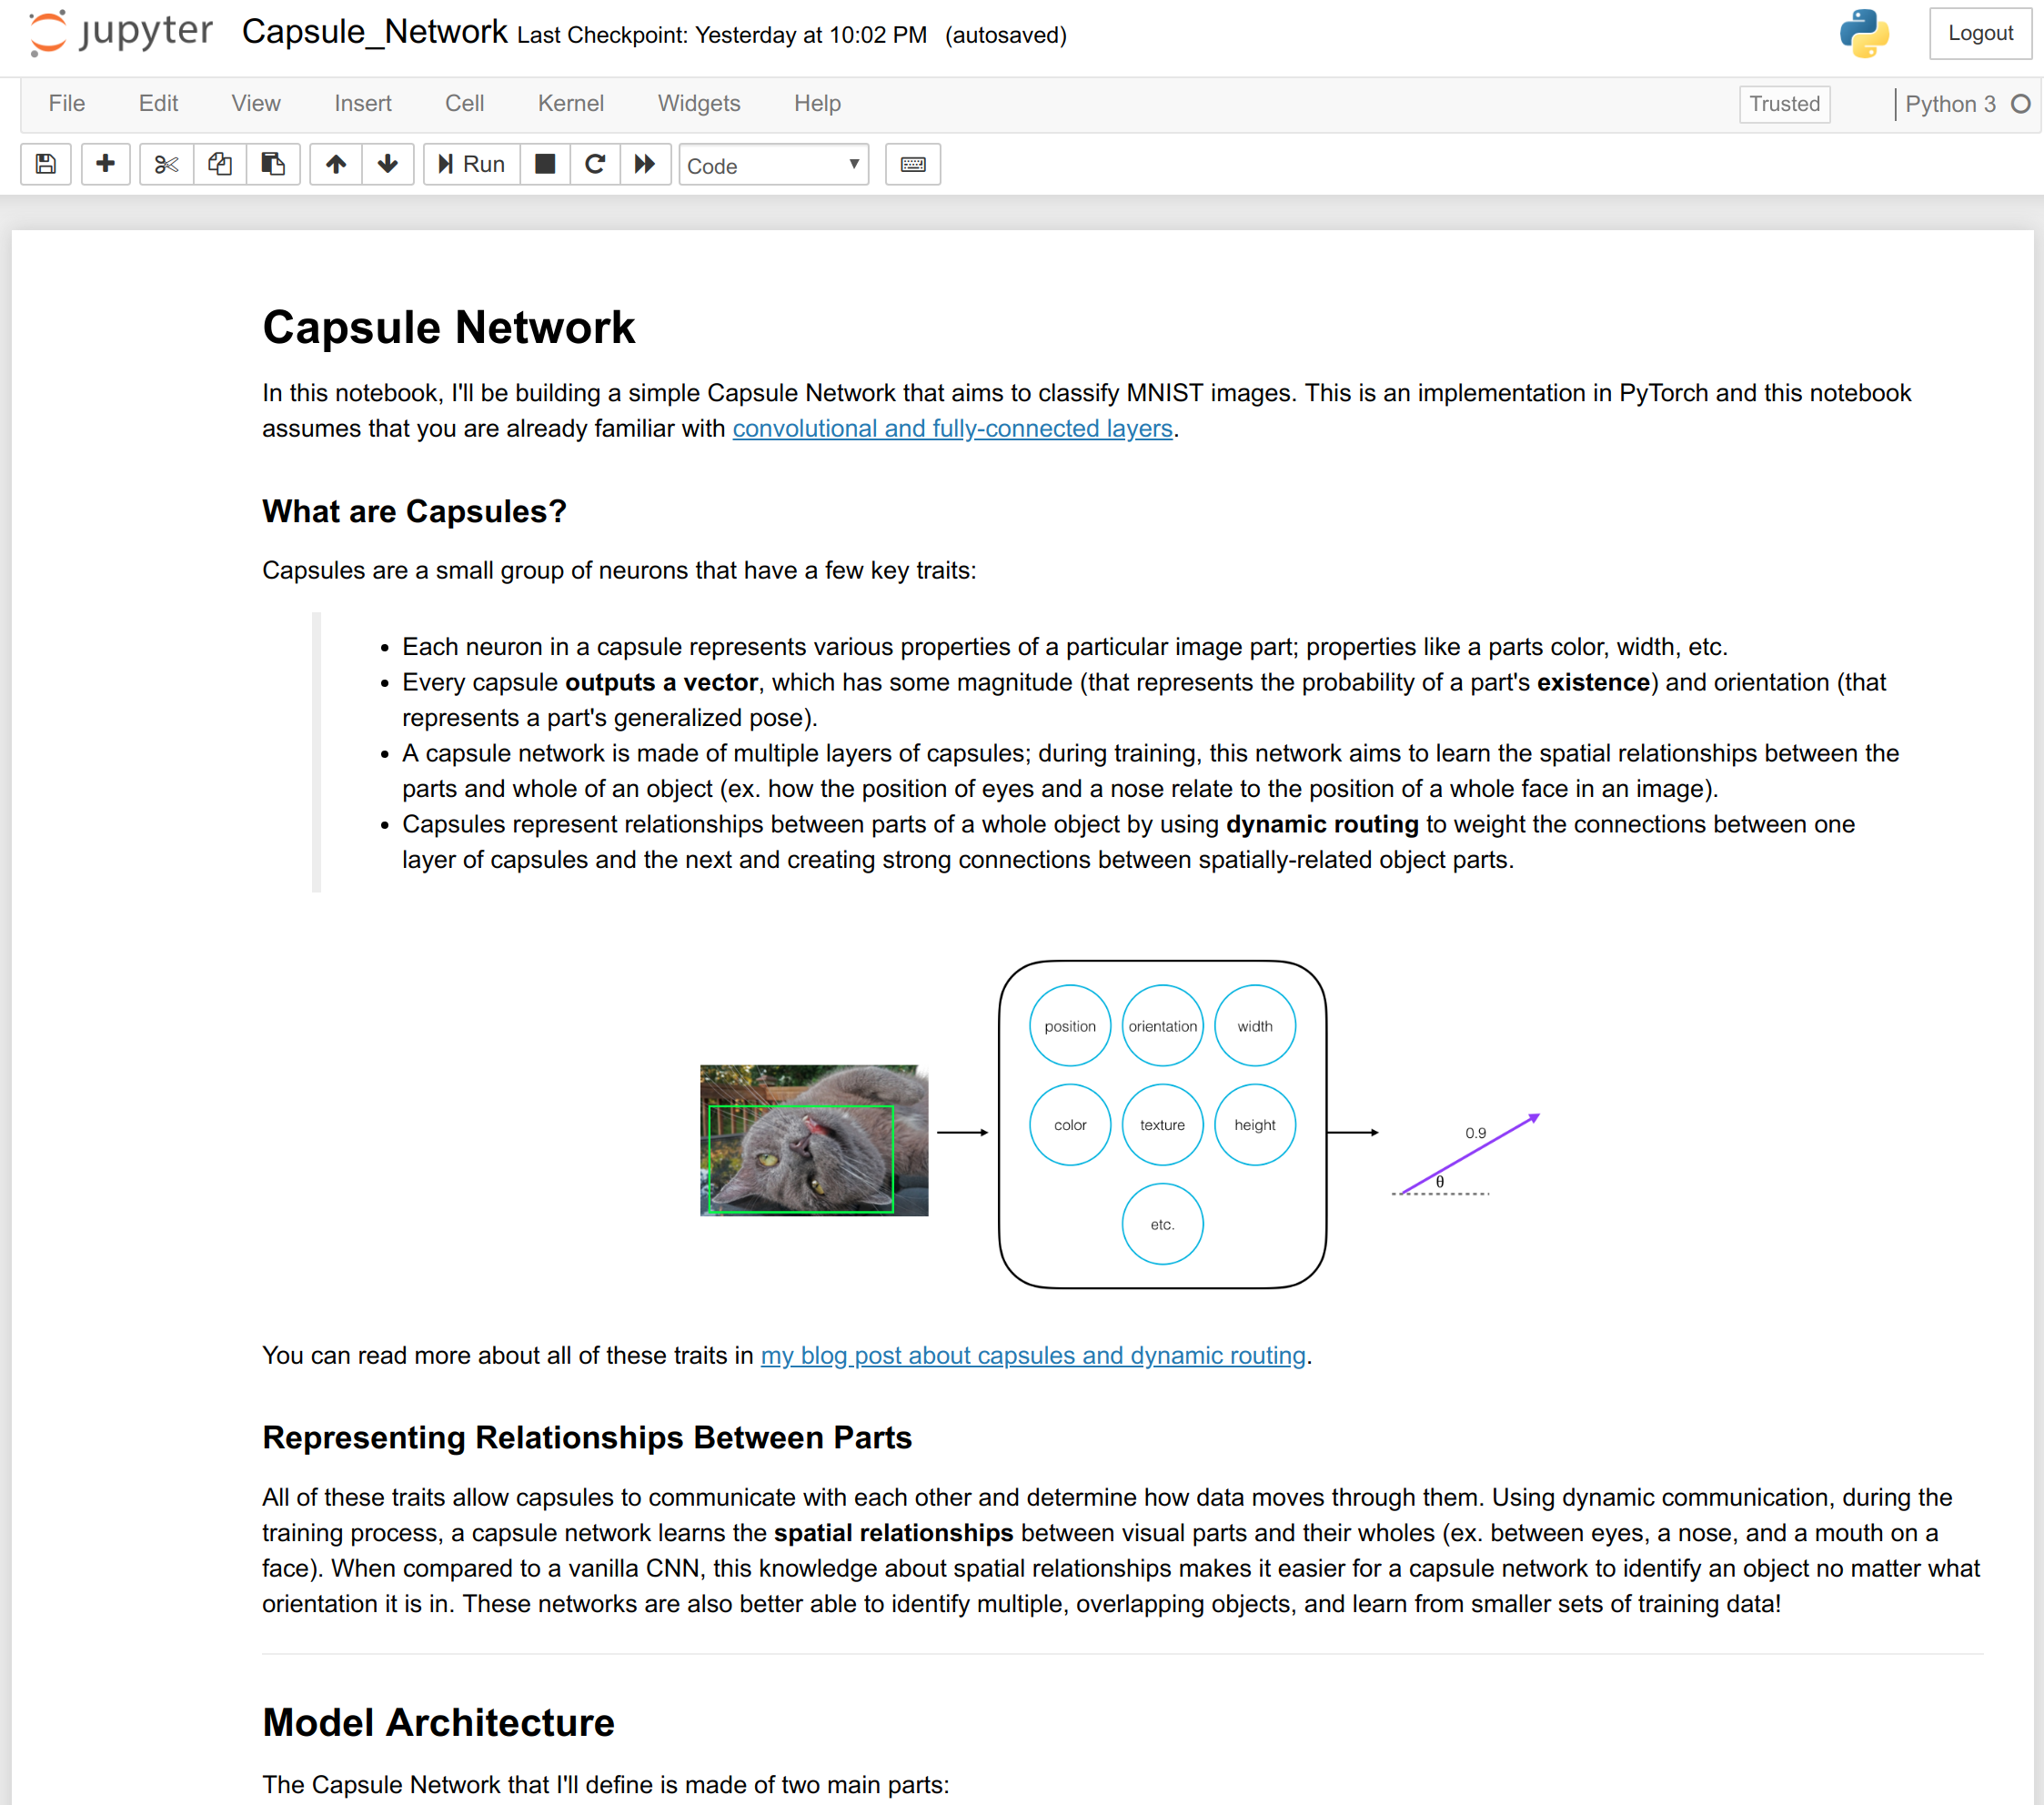 jupyter Capsule_Network Last Checkpoint: Yesterday at 10:02 PM (autosaved) Logout
File Edit View Insert Cell Kernel Widgets Help Trusted Python 3
Run Code
Capsule Network
In this notebook, I'll be building a simple Capsule Network that aims to classify MNIST images. This is an implementation in PyTorch and this notebook
assumes that you are already familiar with convolutional and fully-connected layers.
What are Capsules?
Capsules are a small group of neurons that have a few key traits:
• Each neuron in a capsule represents various properties of a particular image part; properties like a parts color, width, etc.
• Every capsule outputs a vector, which has some magnitude (that represents the probability of a part's existence) and orientation (that
represents a part's generalized pose).
• A capsule network is made of multiple layers of capsules; during training, this network aims to learn the spatial relationships between the
parts and whole of an object (ex. how the position of eyes and a nose relate to the position of a whole face in an image).
• Capsules represent relationships between parts of a whole object by using dynamic routing to weight the connections between one
layer of capsules and the next and creating strong connections between spatially-related object parts.
position orientation width
color texture height
etc.
0.9
θ
You can read more about all of these traits in my blog post about capsules and dynamic routing.
Representing Relationships Between Parts
All of these traits allow capsules to communicate with each other and determine how data moves through them. Using dynamic communication, during the
training process, a capsule network learns the spatial relationships between visual parts and their wholes (ex. between eyes, a nose, and a mouth on a
face). When compared to a vanilla CNN, this knowledge about spatial relationships makes it easier for a capsule network to identify an object no matter what
orientation it is in. These networks are also better able to identify multiple, overlapping objects, and learn from smaller sets of training data!
Model Architecture
The Capsule Network that I'll define is made of two main parts: